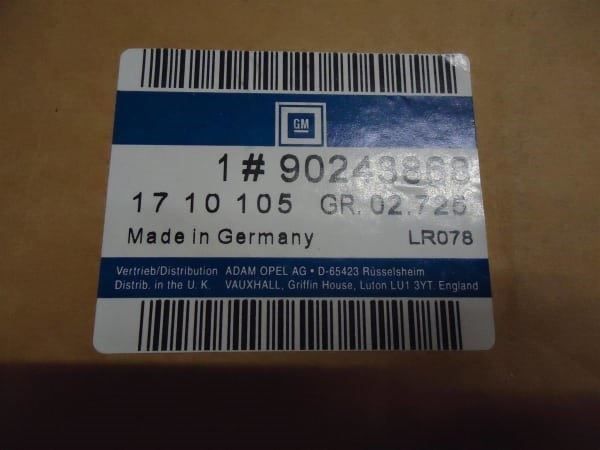 GM
1 # 90243868
17 10 105 GR. 02.726
Made in Germany LR078
Vertrieb/Distribution ADAM OPEL AG • D-65423 Rüsselsheim
Distrib. in the U. K. VAUXHALL, Griffin House, Luton LU1 3YT. England